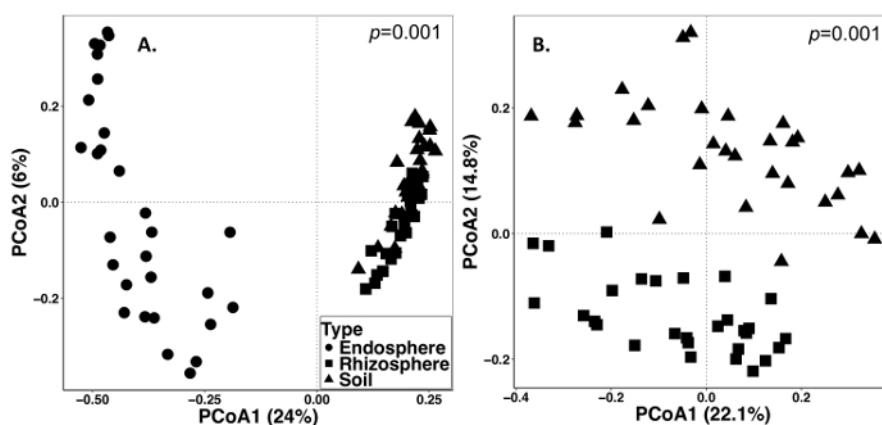 A.
p=0.001
PCoA2 (6%)
0.2
0.0
−0.2
−0.50
−0.25
0.00
0.25
PCoA1 (24%)
Type
Endosphere
Rhizosphere
Soil
B.
p=0.001
PCoA2 (14.8%)
0.2
0.0
−0.2
−0.4
−0.2
0.0
0.2
PCoA1 (22.1%)